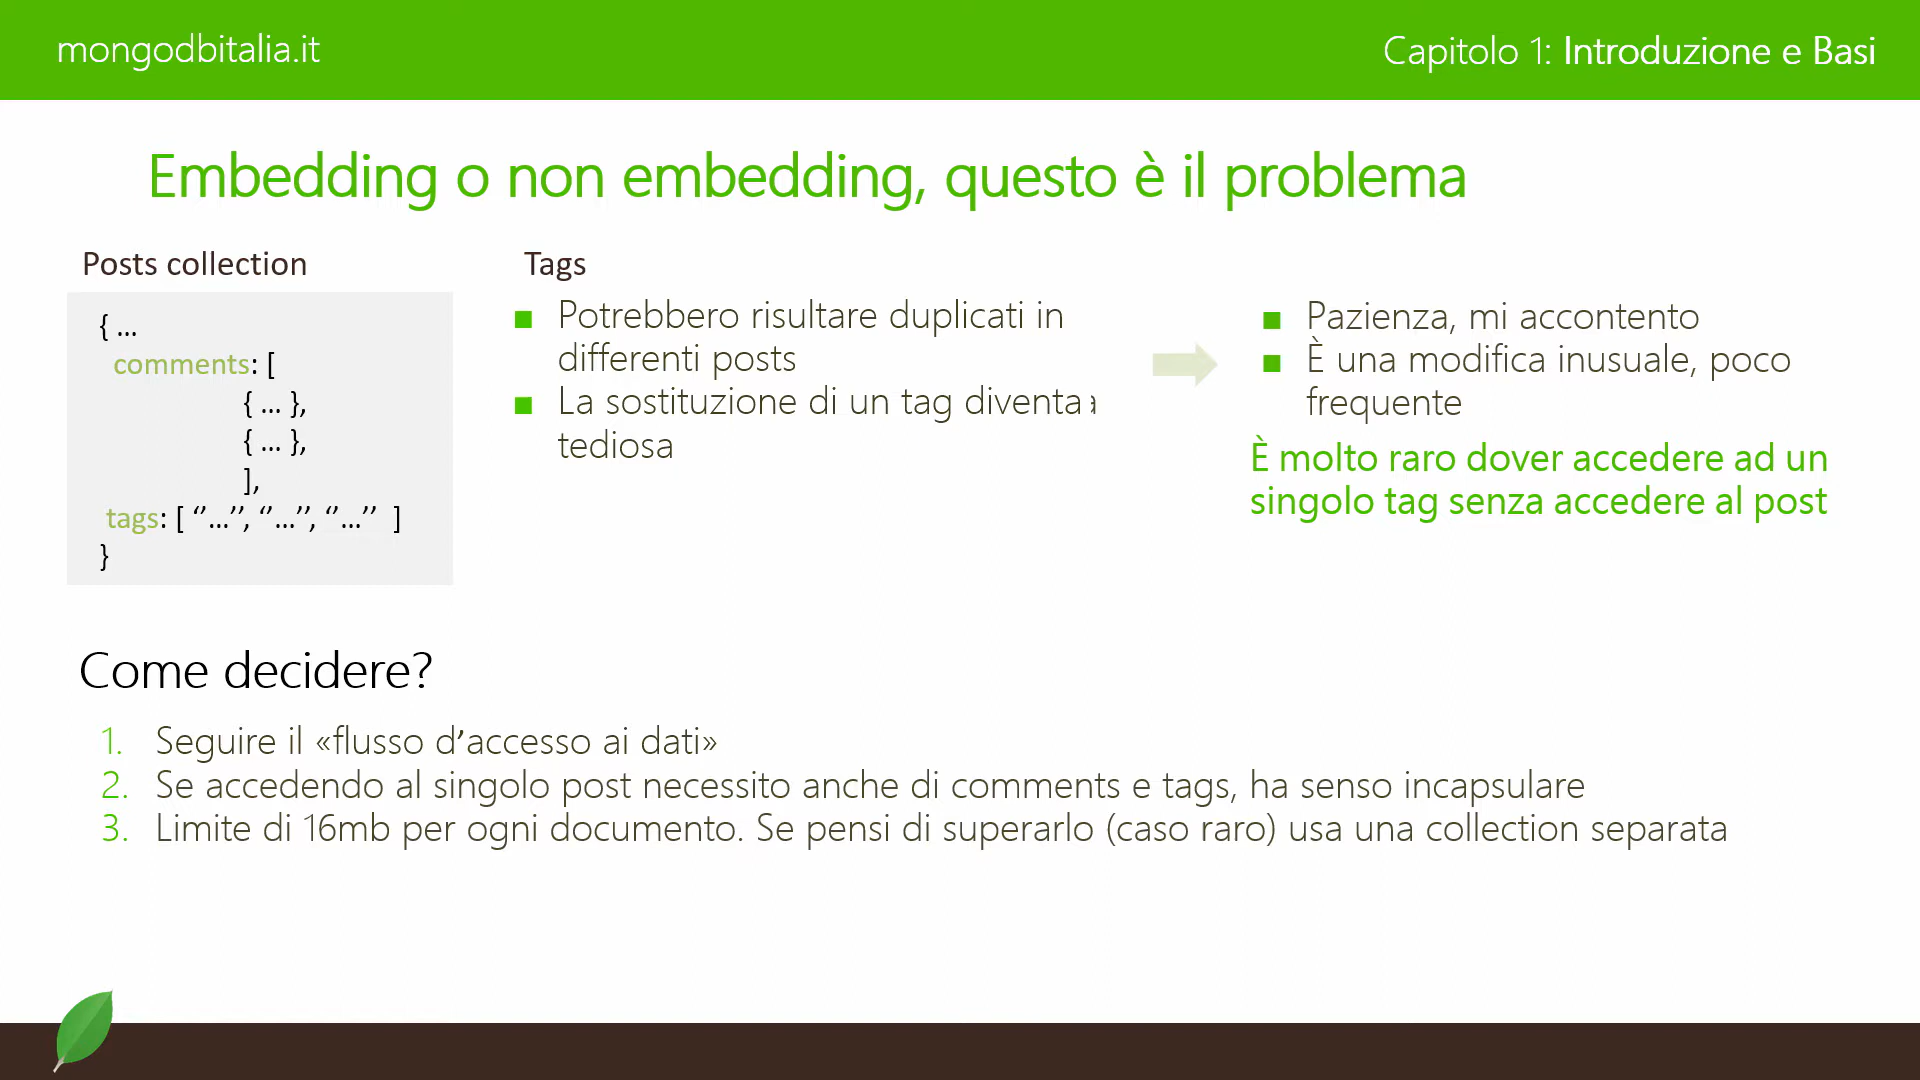 mongodbitalia.it
Capitolo 1: Introduzione e Basi
Embedding o non embedding, questo è il problema
Posts collection
{ ...
comments: [
{ ... },
{ ... },
],
tags: [ ‘’...’’, ‘’...’’, ‘’...’’ ]
}
Tags
■ Potrebbero risultare duplicati in
differenti posts
■ La sostituzione di un tag diventa
tediosa
■ Pazienza, mi accontento
■ È una modifica inusuale, poco
frequente
È molto raro dover accedere ad un
singolo tag senza accedere al post
Come decidere?
1. Seguire il «flusso d’accesso ai dati»
2. Se accedendo al singolo post necessito anche di comments e tags, ha senso incapsulare
3. Limite di 16mb per ogni documento. Se pensi di superarlo (caso raro) usa una collection separata